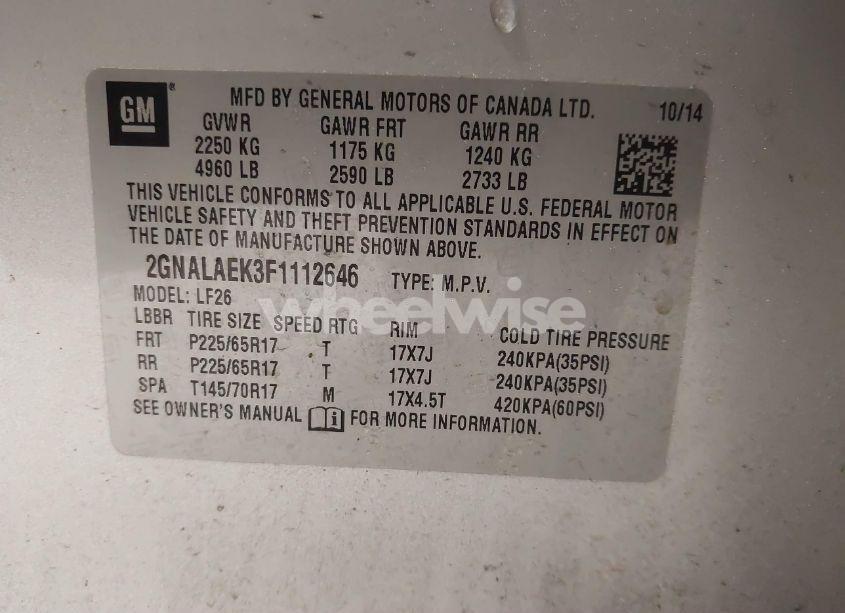 GM® MFD BY GENERAL MOTORS OF CANADA LTD. 10/14
GVWR GAWR FRT GAWR RR
2250 KG 1175 KG 1240 KG
4960 LB 2590 LB 2733 LB
THIS VEHICLE CONFORMS TO ALL APPLICABLE U.S. FEDERAL MOTOR
VEHICLE SAFETY AND THEFT PREVENTION STANDARDS IN EFFECT ON
THE DATE OF MANUFACTURE SHOWN ABOVE.
2GNALAEK3F1112646 TYPE: M.P.V.
MODEL: LF26
wheelwise
LBBR TIRE SIZE SPEED RTG RIM COLD TIRE PRESSURE
FRT P225/65R17 T 17X7J 240KPA(35PSI)
RR P225/65R17 T 17X7J 240KPA(35PSI)
SPA T145/70R17 M 17X4.5T 420KPA(60PSI)
SEE OWNER'S MANUAL FOR MORE INFORMATION.